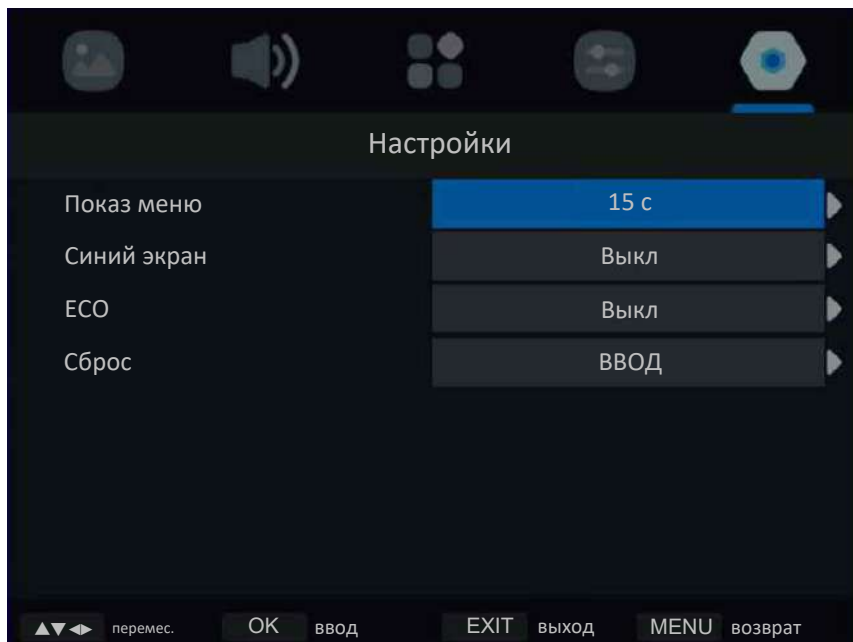 Настройки
Показ меню 15 с
Синий экран Выкл
ECO Выкл
Сброс ВВОД
перемес. OK ввод EXIT выход MENU возврат